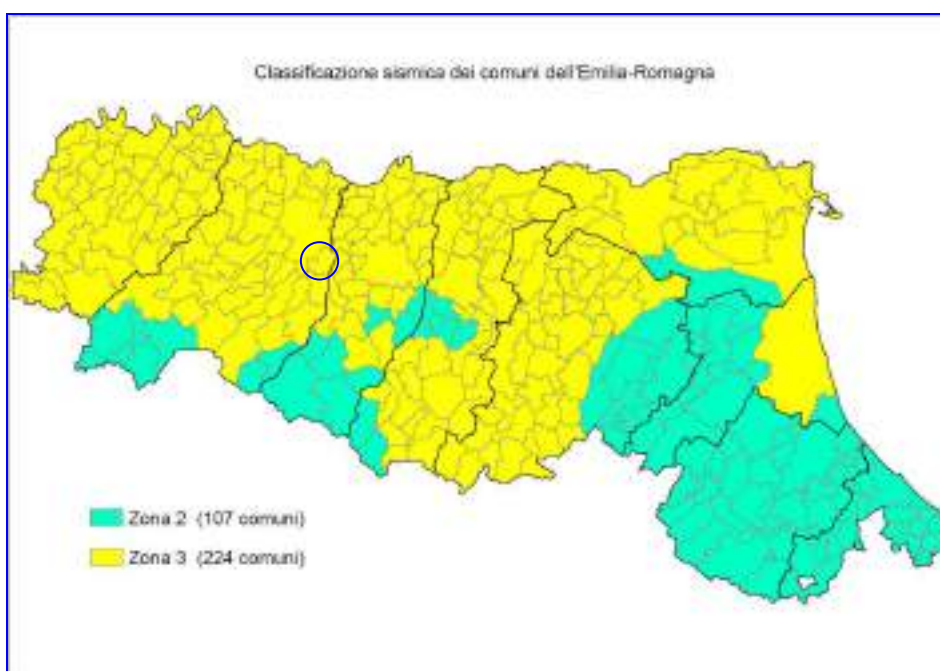 Classificazione sismica dei comuni dell'Emilia-Romagna
Zona 2 (107 comuni)
Zona 3 (224 comuni)